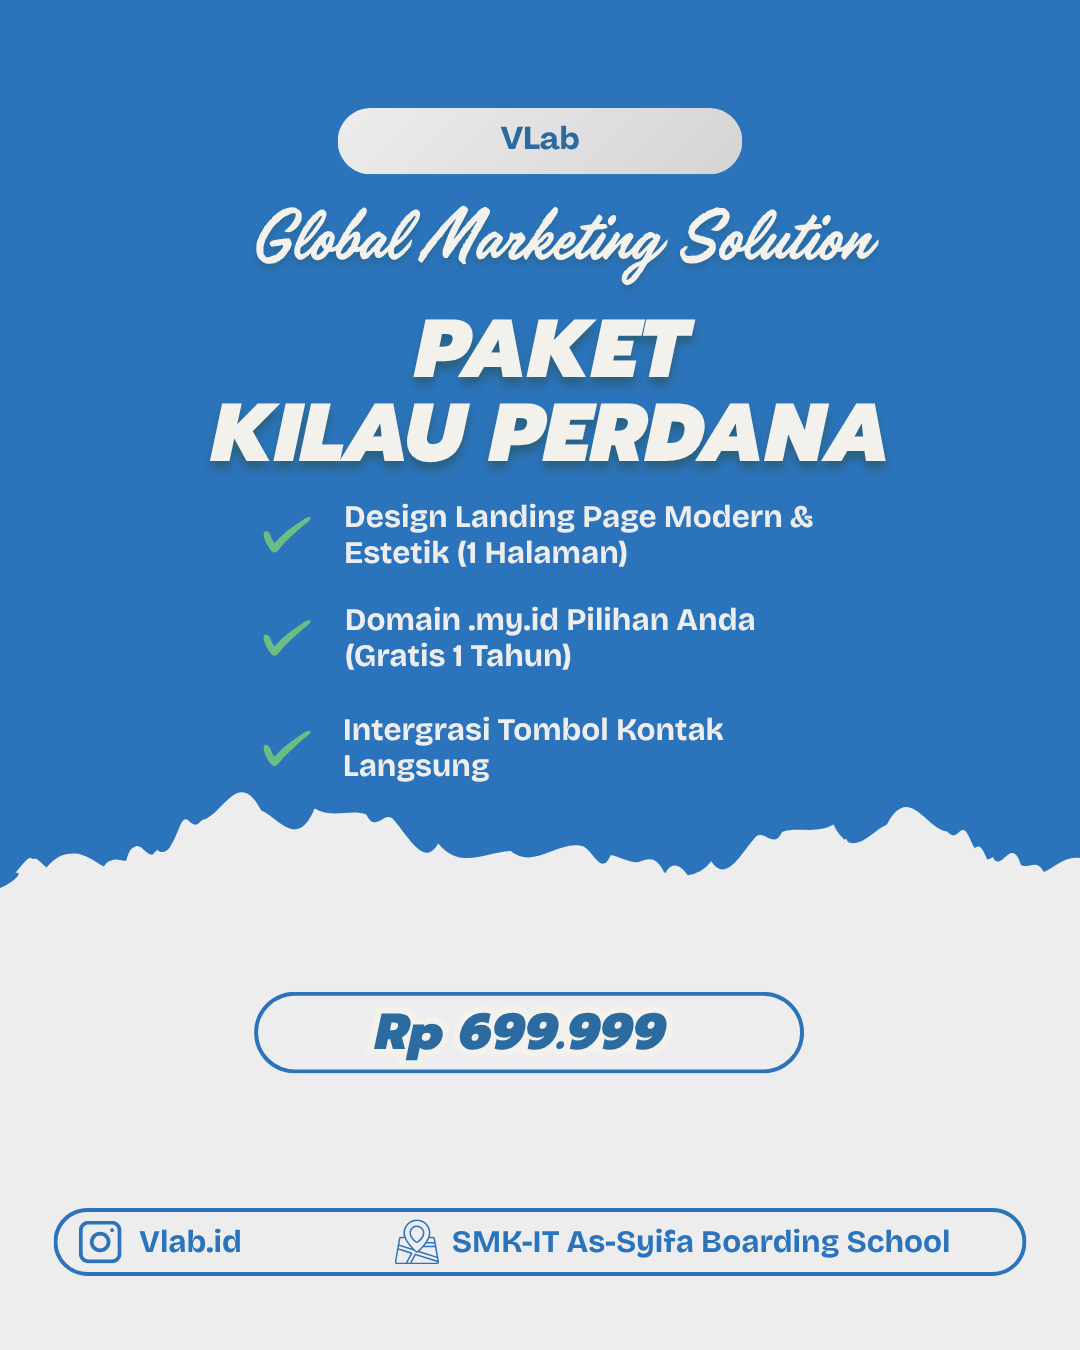 VLab
Global Marketing Solution
PAKET
KILAU PERDANA
Design Landing Page Modern &
Estetik (1 Halaman)
Domain .my.id Pilihan Anda
(Gratis 1 Tahun)
Intergrasi Tombol Kontak
Langsung
Rp 699.999
Vlab.id
SMK-IT As-Syifa Boarding School